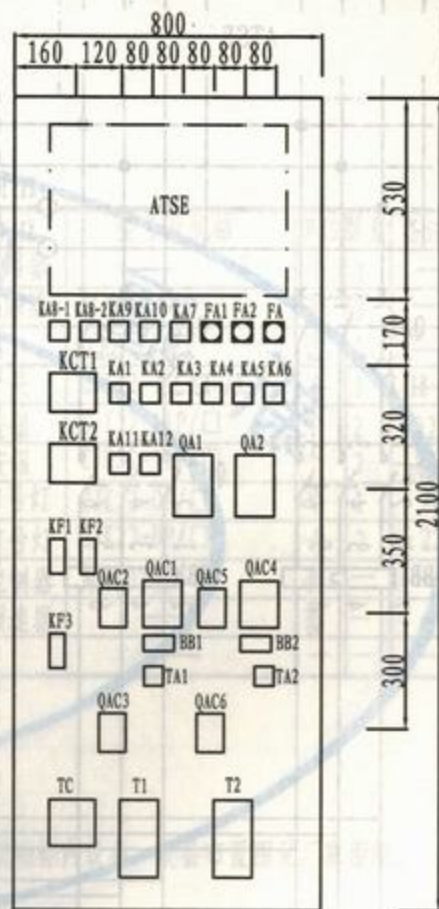 800
160 120 80 80 80 80 80
ATSE
530
KA8-1 KA8-2 KA9 KA10 KA7 FA1 FA2 FA
170
KCT1 KA1 KA2 KA3 KA4 KA5 KA6
320
KCT2 KA11 KA12 QA1 QA2
2100
KF1 KF2
350
QAC2 QAC1 QAC5 QAC4
KF3 BB1 BB2
TA1 TA2
300
QAC3 QAC6
TC T1 T2